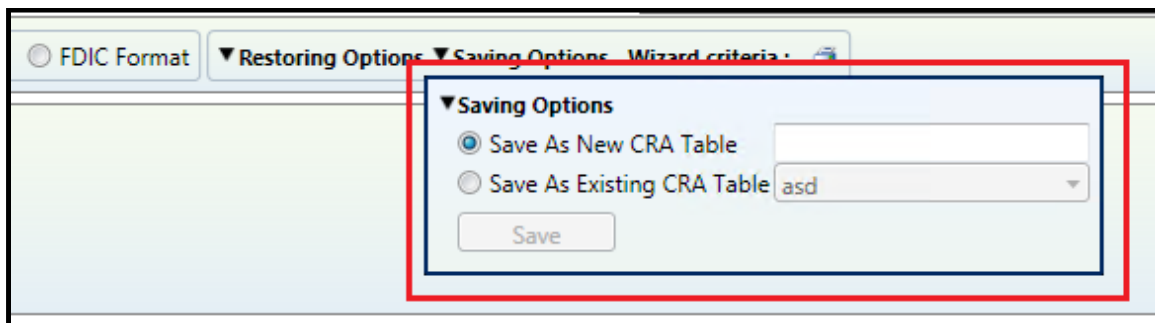 FDIC Format ▼Restoring Options ▼Saving Options Wizard criteria :
▼Saving Options
Save As New CRA Table
Save As Existing CRA Table asd
Save